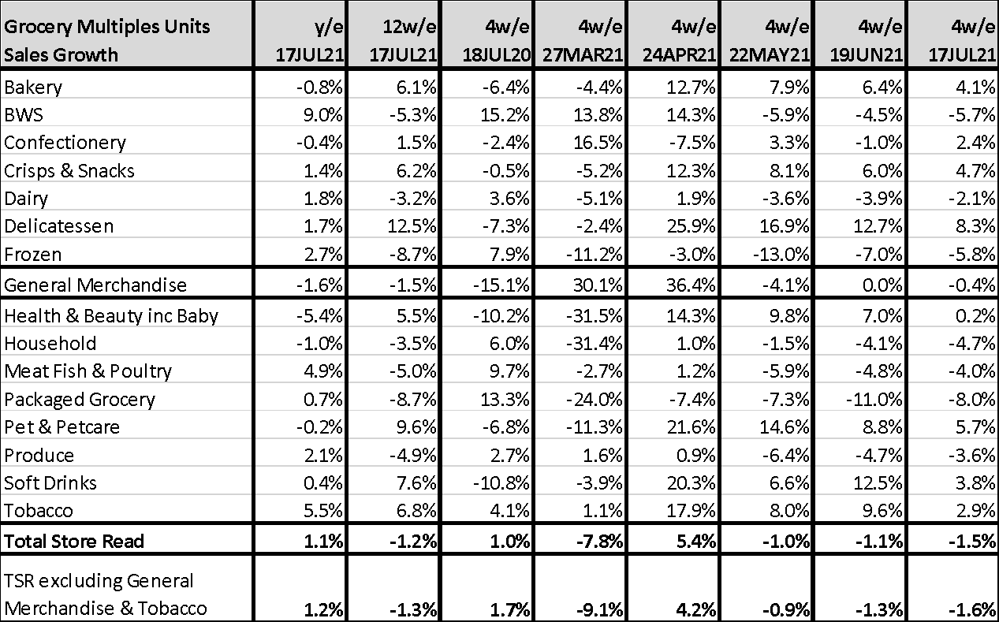 Grocery Multiples Units Sales Growth y/e 17JUL21 12w/e 17JUL21 4w/e 18JUL20 4w/e 27MAR21 4w/e 24APR21 4w/e 22MAY21 4w/e 19JUN21 4w/e 17JUL21
Bakery -0.8% 6.1% -6.4% -4.4% 12.7% 7.9% 6.4% 4.1%
BWS 9.0% -5.3% 15.2% 13.8% 14.3% -5.9% -4.5% -5.7%
Confectionery -0.4% 1.5% -2.4% 16.5% -7.5% 3.3% -1.0% 2.4%
Crisps & Snacks 1.4% 6.2% -0.5% -5.2% 12.3% 8.1% 6.0% 4.7%
Dairy 1.8% -3.2% 3.6% -5.1% 1.9% -3.6% -3.9% -2.1%
Delicatessen 1.7% 12.5% -7.3% -2.4% 25.9% 16.9% 12.7% 8.3%
Frozen 2.7% -8.7% 7.9% -11.2% -3.0% -13.0% -7.0% -5.8%
General Merchandise -1.6% -1.5% -15.1% 30.1% 36.4% -4.1% 0.0% -0.4%
Health & Beauty inc Baby -5.4% 5.5% -10.2% -31.5% 14.3% 9.8% 7.0% 0.2%
Household -1.0% -3.5% 6.0% -31.4% 1.0% -1.5% -4.1% -4.7%
Meat Fish & Poultry 4.9% -5.0% 9.7% -2.7% 1.2% -5.9% -4.8% -4.0%
Packaged Grocery 0.7% -8.7% 13.3% -24.0% -7.4% -7.3% -11.0% -8.0%
Pet & Petcare -0.2% 9.6% -6.8% -11.3% 21.6% 14.6% 8.8% 5.7%
Produce 2.1% -4.9% 2.7% 1.6% 0.9% -6.4% -4.7% -3.6%
Soft Drinks 0.4% 7.6% -10.8% -3.9% 20.3% 6.6% 12.5% 3.8%
Tobacco 5.5% 6.8% 4.1% 1.1% 17.9% 8.0% 9.6% 2.9%
Total Store Read 1.1% -1.2% 1.0% -7.8% 5.4% -1.0% -1.1% -1.5%
TSR excluding General
Merchandise & Tobacco 1.2% -1.3% 1.7% -9.1% 4.2% -0.9% -1.3% -1.6%